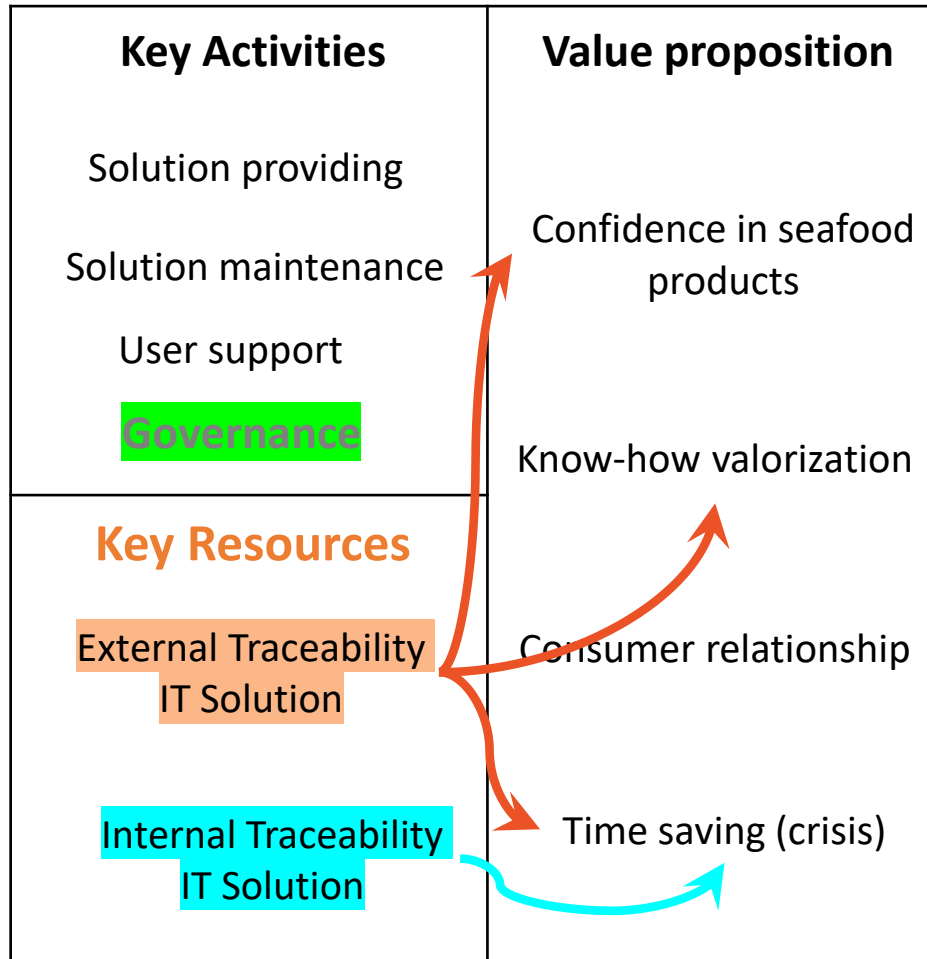 Key Activities
Solution providing
Solution maintenance
User support
Governance
Key Resources
External Traceability
IT Solution
Internal Traceability
IT Solution
Value proposition
Confidence in seafood
products
Know-how valorization
Consumer relationship
Time saving (crisis)